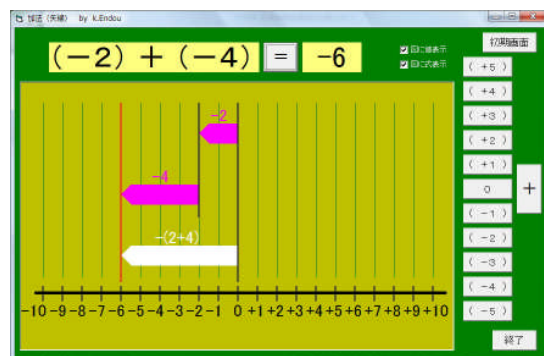 加法（矢線） by k.Endou
(−2) ＋ (−4) = −6
☑ 図に値表示
☑ 図に式表示
初期画面
( +5 )
( +4 )
( +3 )
( +2 )
( +1 )
0
( −1 )
( −2 )
( −3 )
( −4 )
( −5 )
＋
−2
−4
−(2+4)
−10 −9 −8 −7 −6 −5 −4 −3 −2 −1 0 +1 +2 +3 +4 +5 +6 +7 +8 +9 +10
終了